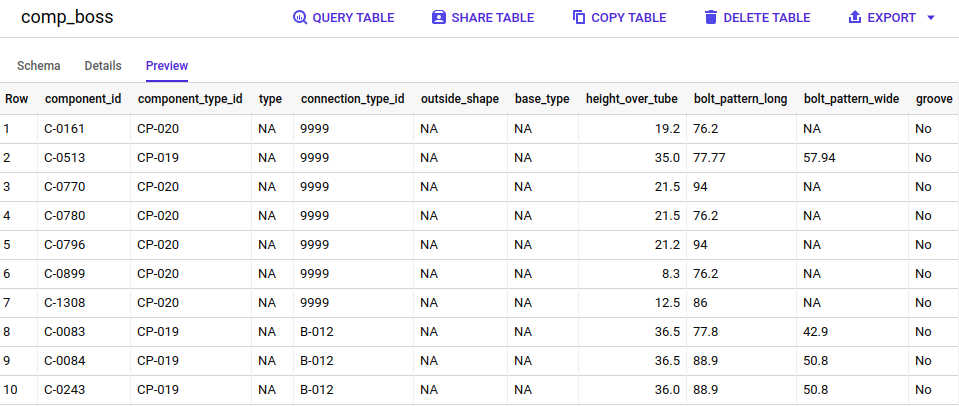 comp_boss QUERY TABLE SHARE TABLE COPY TABLE DELETE TABLE EXPORT
Schema Details Preview
Row component_id component_type_id type connection_type_id outside_shape base_type height_over_tube bolt_pattern_long bolt_pattern_wide groove
1 C-0161 CP-020 NA 9999 NA NA 19.2 76.2 NA No
2 C-0513 CP-019 NA 9999 NA NA 35.0 77.77 57.94 No
3 C-0770 CP-020 NA 9999 NA NA 21.5 94 NA No
4 C-0780 CP-020 NA 9999 NA NA 21.5 76.2 NA No
5 C-0796 CP-020 NA 9999 NA NA 21.2 94 NA No
6 C-0899 CP-020 NA 9999 NA NA 8.3 76.2 NA No
7 C-1308 CP-020 NA 9999 NA NA 12.5 86 NA No
8 C-0083 CP-019 NA B-012 NA NA 36.5 77.8 42.9 No
9 C-0084 CP-019 NA B-012 NA NA 36.5 88.9 50.8 No
10 C-0243 CP-019 NA B-012 NA NA 36.0 88.9 50.8 No